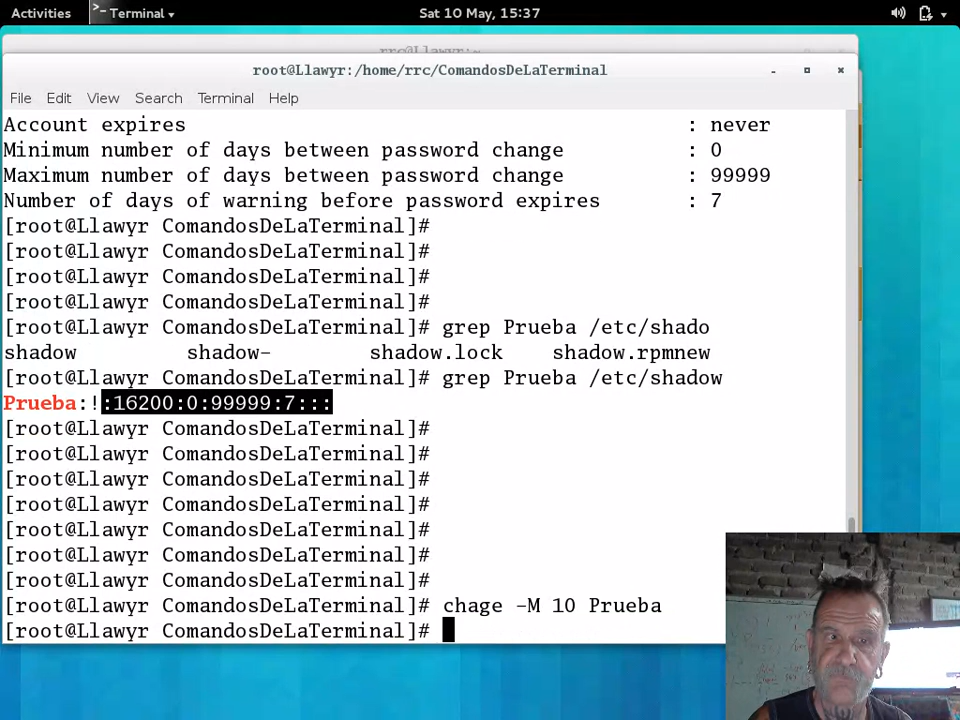 Activities >_ Terminal Sat 10 May, 15:37
rrc@Llawyr:~
root@Llawyr:/home/rrc/ComandosDeLaTerminal
File Edit View Search Terminal Help
Account expires : never
Minimum number of days between password change : 0
Maximum number of days between password change : 99999
Number of days of warning before password expires : 7
[root@Llawyr ComandosDeLaTerminal]#
[root@Llawyr ComandosDeLaTerminal]#
[root@Llawyr ComandosDeLaTerminal]#
[root@Llawyr ComandosDeLaTerminal]#
[root@Llawyr ComandosDeLaTerminal]# grep Prueba /etc/shado
shadow shadow- shadow.lock shadow.rpmnew
[root@Llawyr ComandosDeLaTerminal]# grep Prueba /etc/shadow
Prueba:!:16200:0:99999:7:::
[root@Llawyr ComandosDeLaTerminal]#
[root@Llawyr ComandosDeLaTerminal]#
[root@Llawyr ComandosDeLaTerminal]#
[root@Llawyr ComandosDeLaTerminal]#
[root@Llawyr ComandosDeLaTerminal]#
[root@Llawyr ComandosDeLaTerminal]#
[root@Llawyr ComandosDeLaTerminal]#
[root@Llawyr ComandosDeLaTerminal]# chage -M 10 Prueba
[root@Llawyr ComandosDeLaTerminal]#